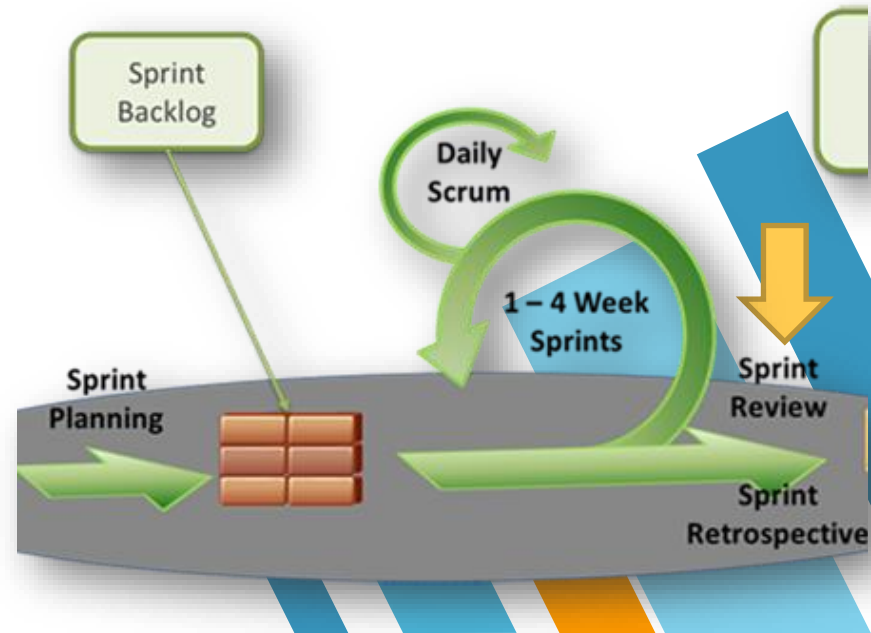 Sprint
Backlog
Daily
Scrum
1 – 4 Week
Sprints
Sprint
Planning
Sprint
Review
Sprint
Retrospective